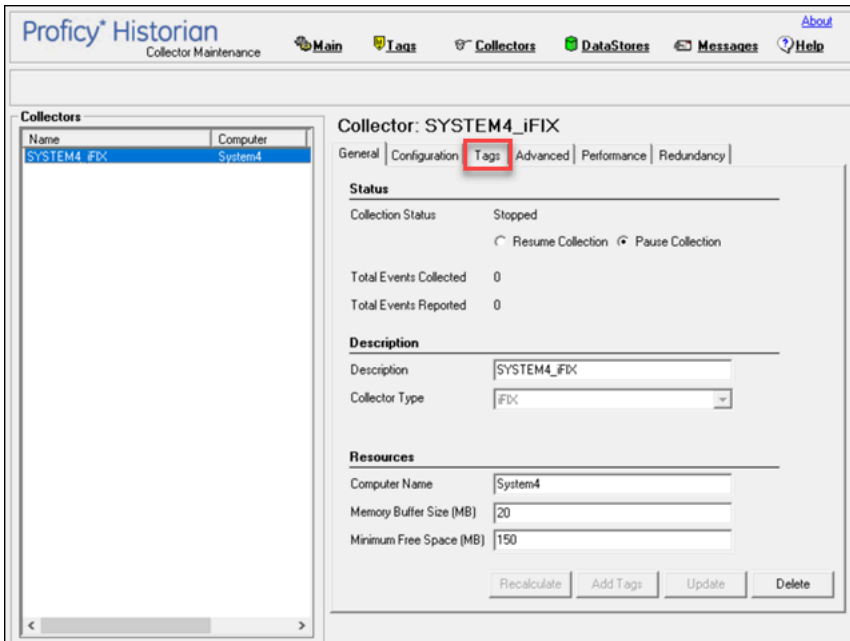 Proficy* Historian
Collector Maintenance
About
Main Tags Collectors DataStores Messages Help
Collectors
Name Computer
SYSTEM4_iFIX System4
Collector: SYSTEM4_iFIX
General Configuration Tags Advanced Performance Redundancy
Status
Collection Status Stopped
Resume Collection Pause Collection
Total Events Collected 0
Total Events Reported 0
Description
Description SYSTEM4_iFIX
Collector Type iFIX
Resources
Computer Name System4
Memory Buffer Size (MB) 20
Minimum Free Space (MB) 150
Recalculate Add Tags Update Delete